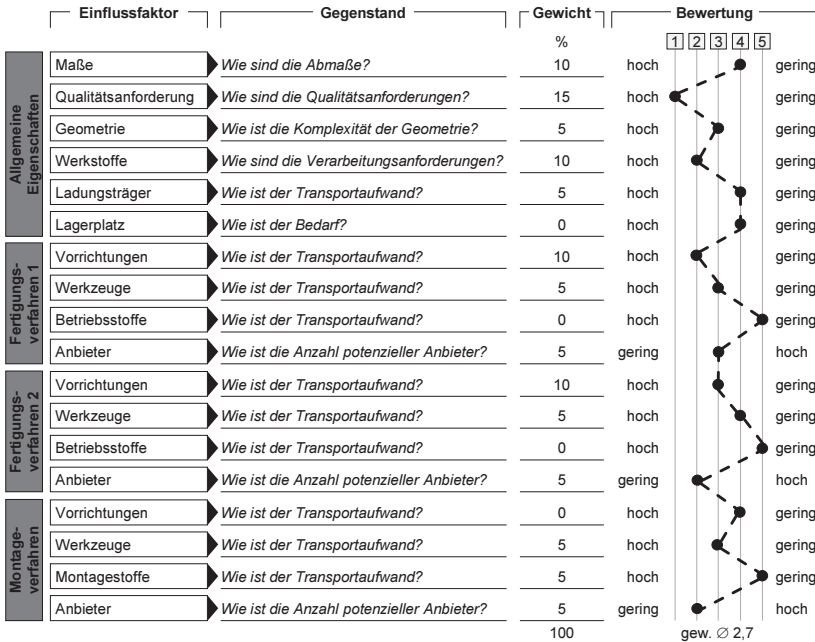 Einflussfaktor Gegenstand Gewicht Bewertung
% 1 2 3 4 5
Allgemeine Eigenschaften
Maße Wie sind die Abmaße? 10 hoch gering
Qualitätsanforderung Wie sind die Qualitätsanforderungen? 15 hoch gering
Geometrie Wie ist die Komplexität der Geometrie? 5 hoch gering
Werkstoffe Wie sind die Verarbeitungsanforderungen? 10 hoch gering
Ladungsträger Wie ist der Transportaufwand? 5 hoch gering
Lagerplatz Wie ist der Bedarf? 0 hoch gering
Fertigungs-
verfahren 1
Vorrichtungen Wie ist der Transportaufwand? 10 hoch gering
Werkzeuge Wie ist der Transportaufwand? 5 hoch gering
Betriebsstoffe Wie ist der Transportaufwand? 0 hoch gering
Anbieter Wie ist die Anzahl potenzieller Anbieter? 5 gering hoch
Fertigungs-
verfahren 2
Vorrichtungen Wie ist der Transportaufwand? 10 hoch gering
Werkzeuge Wie ist der Transportaufwand? 5 hoch gering
Betriebsstoffe Wie ist der Transportaufwand? 0 hoch gering
Anbieter Wie ist die Anzahl potenzieller Anbieter? 5 gering hoch
Montage-
verfahren
Vorrichtungen Wie ist der Transportaufwand? 0 hoch gering
Werkzeuge Wie ist der Transportaufwand? 5 hoch gering
Montagestoffe Wie ist der Transportaufwand? 5 hoch gering
Anbieter Wie ist die Anzahl potenzieller Anbieter? 5 gering hoch
100 gew. ∅ 2,7